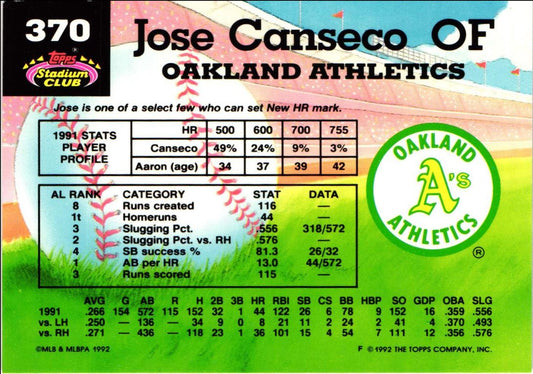 370
Topps
Stadium
CLUB
Jose Canseco OF
OAKLAND ATHLETICS
Jose is one of a select few who can set New HR mark.
1991 STATS PLAYER PROFILE
HR 500 600 700 755
Canseco 49% 24% 9% 3%
Aaron (age) 34 37 39 42
OAKLAND
A's
ATHLETICS
®
AL RANK CATEGORY STAT DATA
8 Runs created 116 —
1t Homeruns 44 —
3 Slugging Pct. .556 318/572
2 Slugging Pct. vs. RH .576 —
4 SB success % 81.3 26/32
1 AB per HR 13.0 44/572
3 Runs scored 115 —
AVG G AB R H 2B 3B HR RBI SB CS BB HBP SO GDP OBA SLG
1991 .266 154 572 115 152 32 1 44 122 26 6 78 9 152 16 .359 .556
vs. LH .250 — 136 — 34 9 0 8 21 11 2 24 2 41 4 .370 .493
vs. RH .271 — 436 — 118 23 1 36 101 15 4 54 7 111 12 .356 .576
©MLB & MLBPA 1992
F © 1992 THE TOPPS COMPANY, INC.